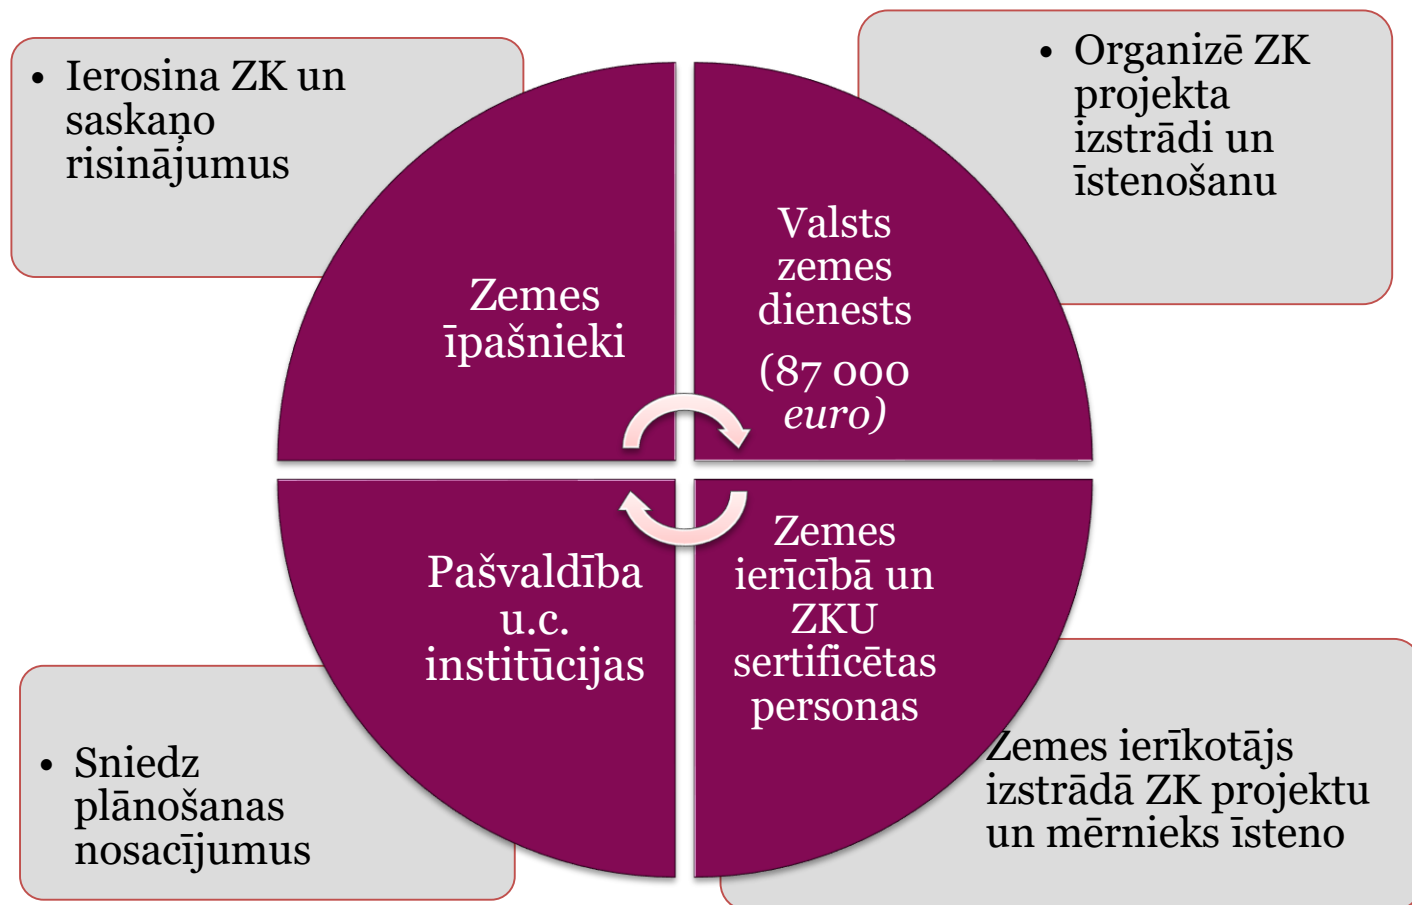 • Ierosina ZK un
saskaņo
risinājumus
• Organizē ZK
projekta
izstrādi un
īstenošanu
Zemes
īpašnieki
Valsts
zemes
dienests
(87 000
euro)
Pašvaldība
u.c.
institūcijas
Zemes
ierīcībā un
ZKU
sertificētas
personas
• Sniedz
plānošanas
nosacījumus
Zemes ierīkotājs
izstrādā ZK projektu
un mērnieks īsteno